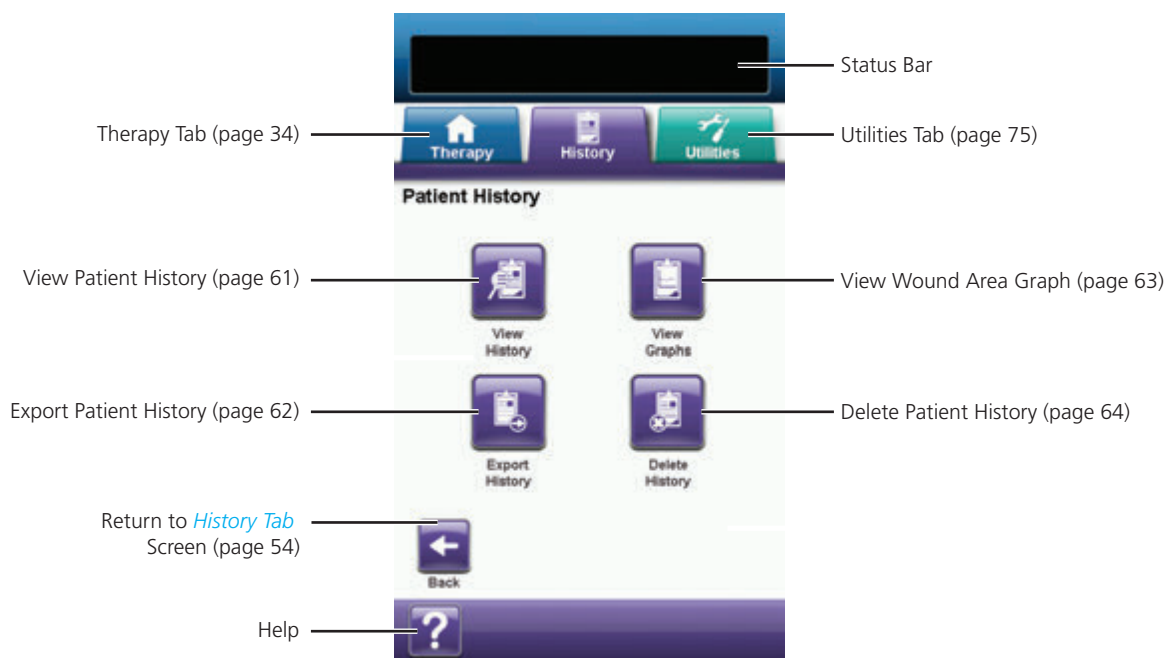 Status Bar
Therapy Tab (page 34)
Therapy
History
Utilities
Utilities Tab (page 75)
Patient History
View Patient History (page 61)
View Wound Area Graph (page 63)
View
History
View
Graphs
Export Patient History (page 62)
Delete Patient History (page 64)
Export
History
Delete
History
Return to History Tab
Screen (page 54)
Back
Help
?